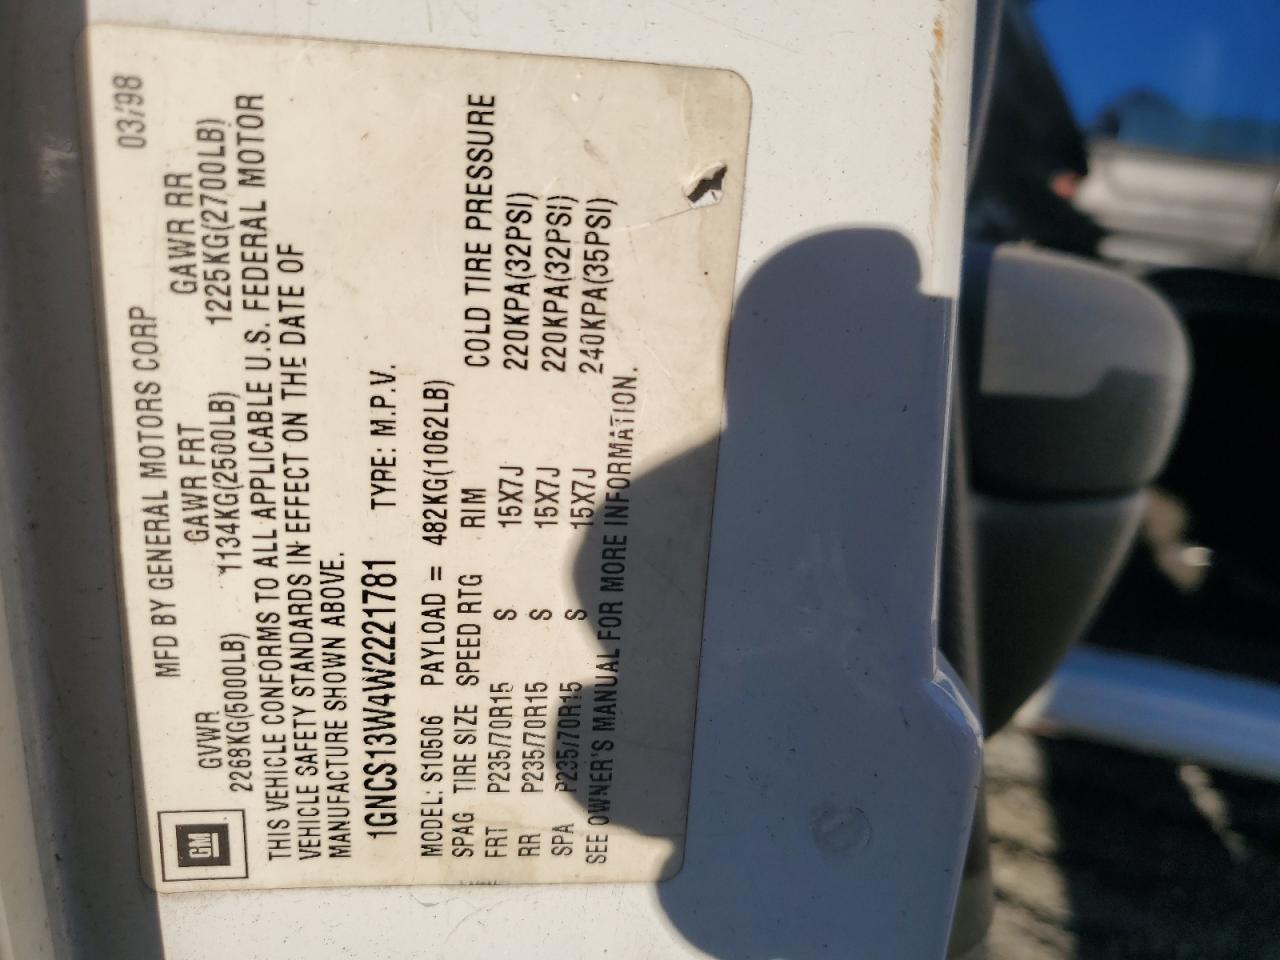 GM
MFD BY GENERAL MOTORS CORP 03/98
GVWR GAWR FRT GAWR RR
2268KG(5000LB) 1134KG(2500LB) 1225KG(2700LB)
THIS VEHICLE CONFORMS TO ALL APPLICABLE U.S. FEDERAL MOTOR
VEHICLE SAFETY STANDARDS IN EFFECT ON THE DATE OF
MANUFACTURE SHOWN ABOVE.
1GNCS13W4W2221781 TYPE: M.P.V.
MODEL: S10506 PAYLOAD = 482KG(1062LB)
SPAG TIRE SIZE SPEED RTG RIM COLD TIRE PRESSURE
FRT P235/70R15 S 15X7J 220KPA(32PSI)
RR P235/70R15 S 15X7J 220KPA(32PSI)
SPA P235/70R15 S 15X7J 240KPA(35PSI)
SEE OWNER'S MANUAL FOR MORE INFORMATION.